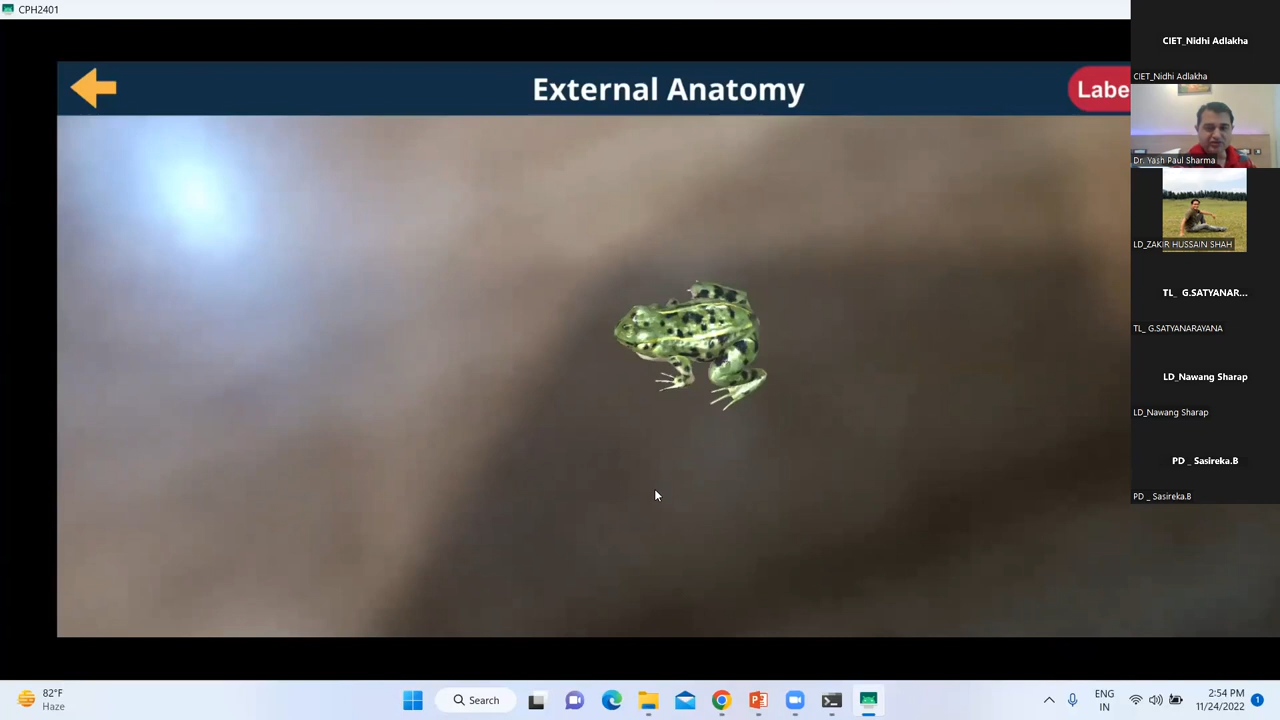 CPH2401
External Anatomy
Labe
CIET_Nidhi Adlakha
CIET_Nidhi Adlakha
Dr. Yash Paul Sharma
LD_ZAKIR HUSSAIN SHAH
TL_ G.SATYANAR...
TL_ G.SATYANARAYANA
LD_Nawang Sharap
LD_Nawang Sharap
PD _ Sasireka.B
PD _ Sasireka.B
82°F
Haze
Search
ENG
IN
2:54 PM
11/24/2022
1